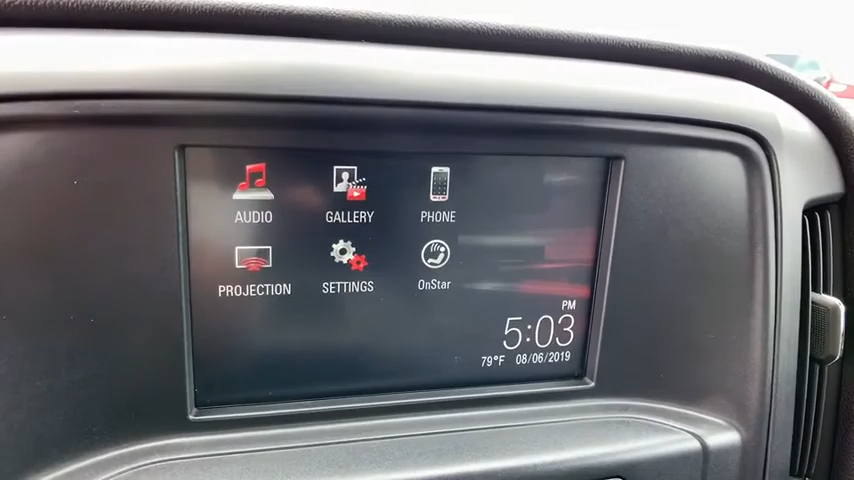 AUDIO
GALLERY
PHONE
PROJECTION
SETTINGS
OnStar
PM
5:03
79°F 08/06/2019